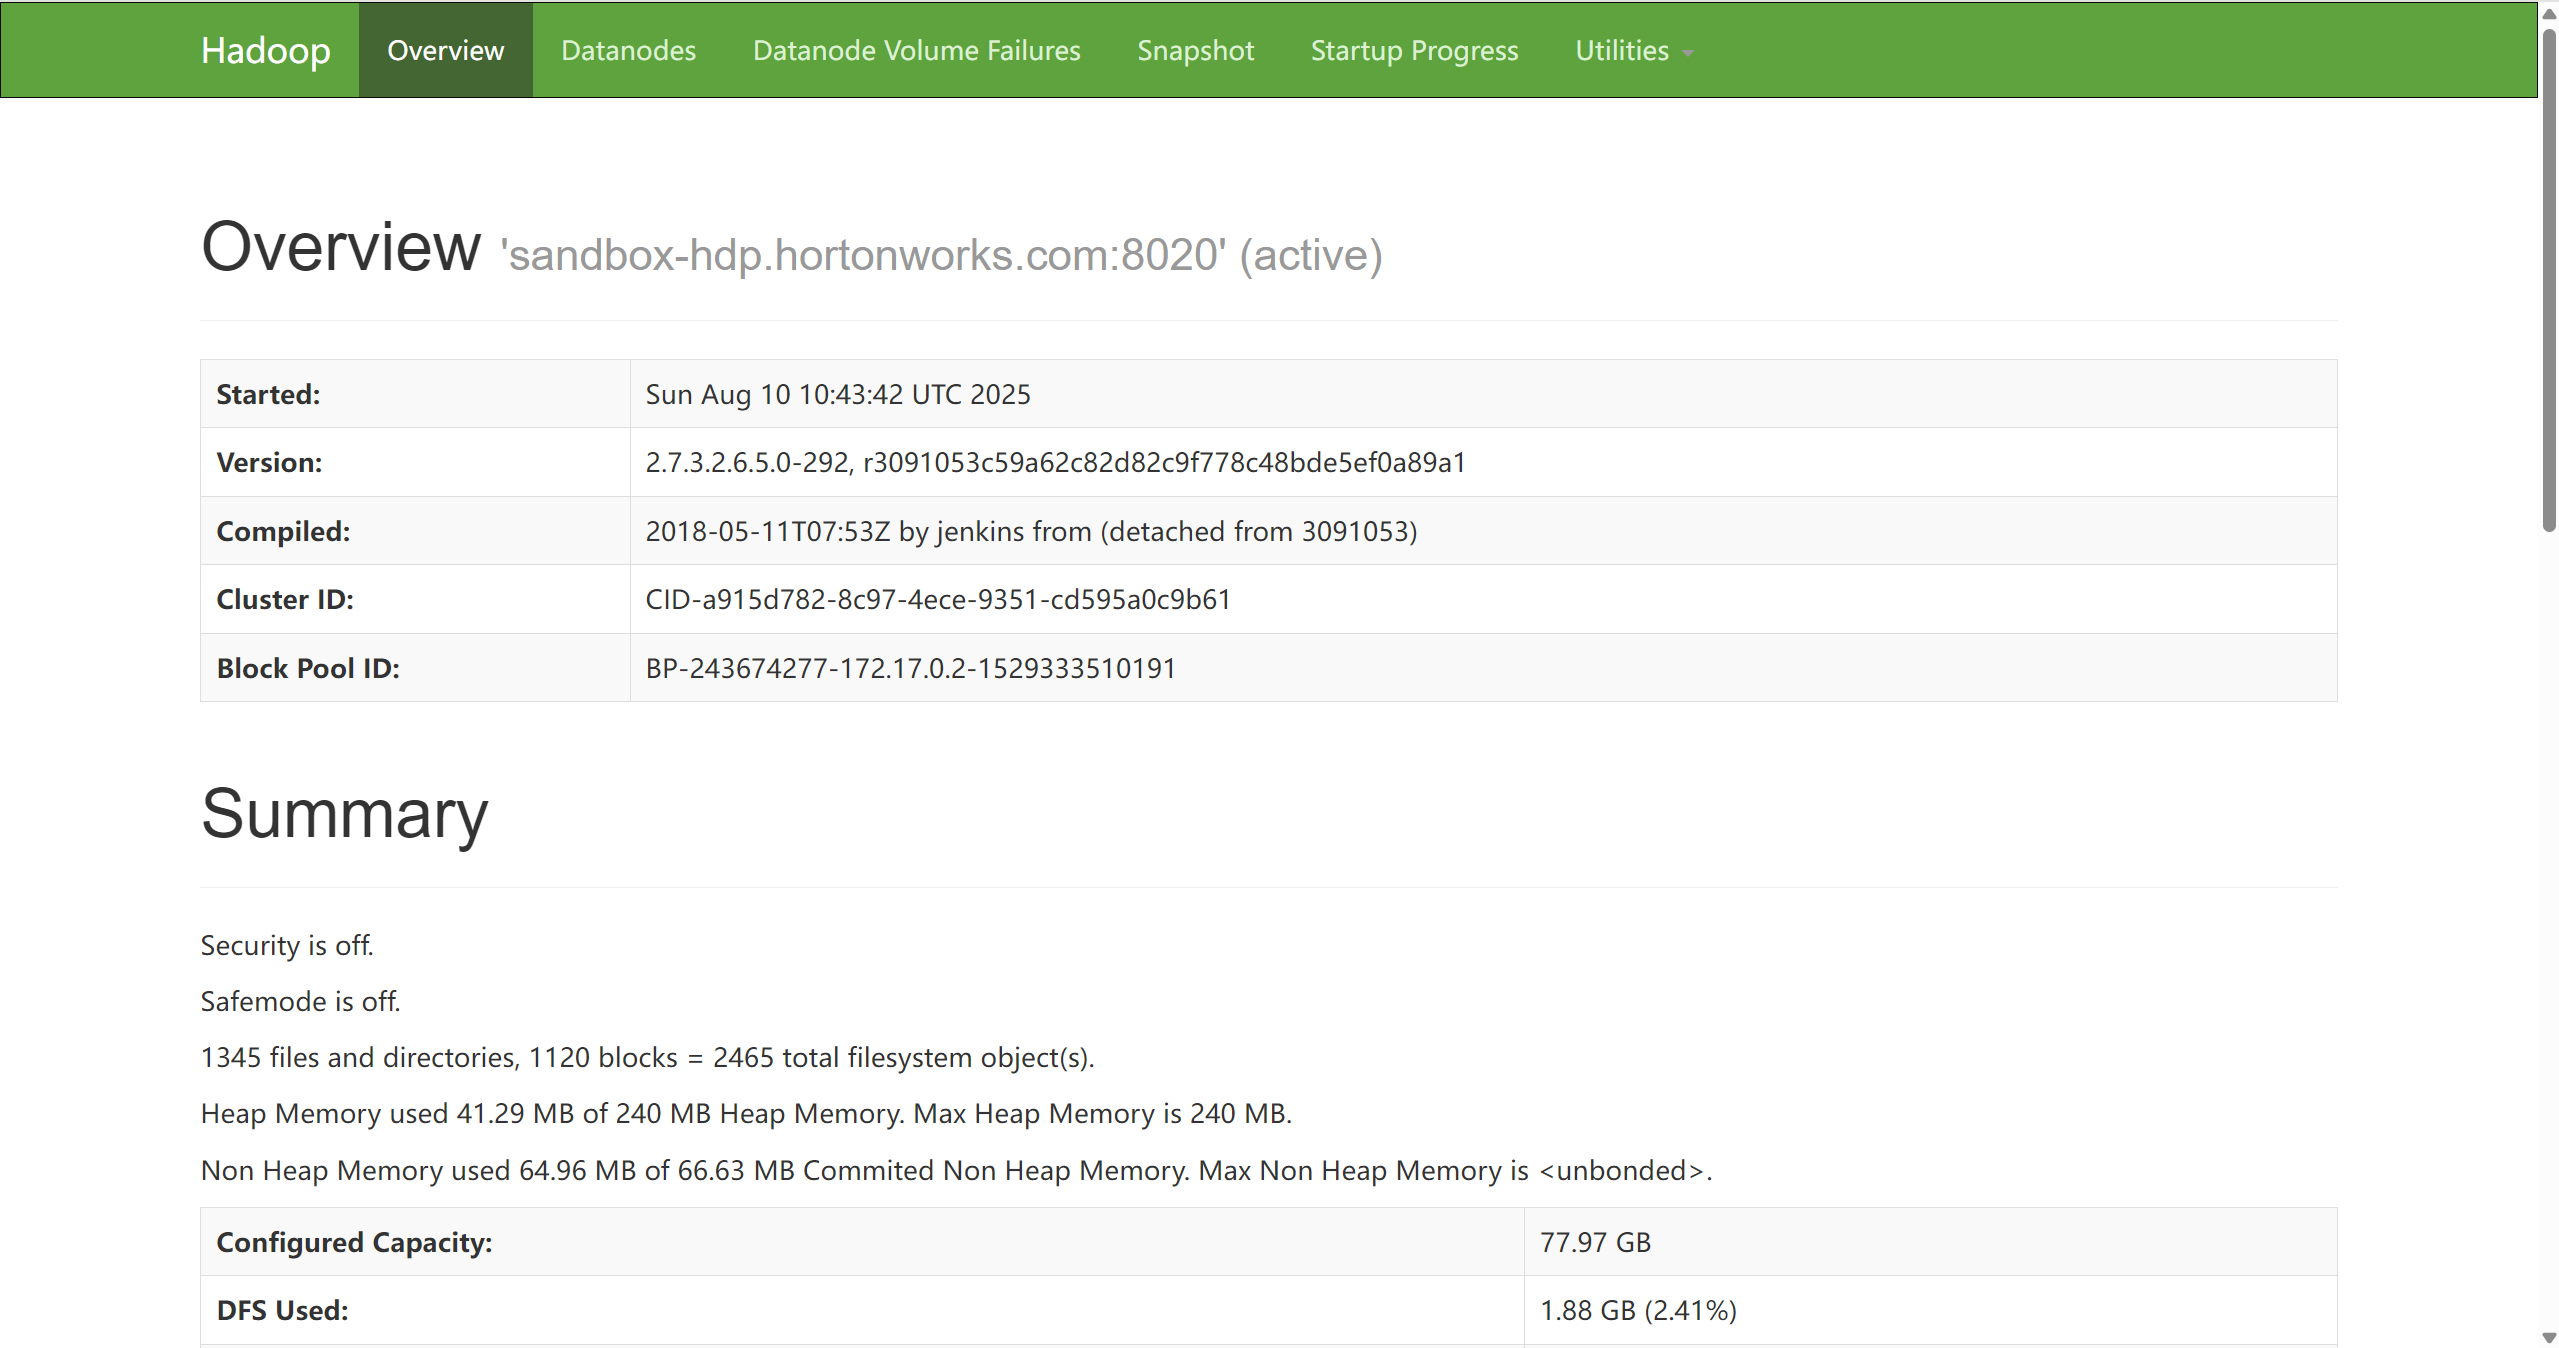 Hadoop Overview Datanodes Datanode Volume Failures Snapshot Startup Progress Utilities
Overview 'sandbox-hdp.hortonworks.com:8020' (active)
Started: Sun Aug 10 10:43:42 UTC 2025
Version: 2.7.3.2.6.5.0-292, r3091053c59a62c82d82c9f778c48bde5ef0a89a1
Compiled: 2018-05-11T07:53Z by jenkins from (detached from 3091053)
Cluster ID: CID-a915d782-8c97-4ece-9351-cd595a0c9b61
Block Pool ID: BP-243674277-172.17.0.2-1529333510191
Summary
Security is off.
Safemode is off.
1345 files and directories, 1120 blocks = 2465 total filesystem object(s).
Heap Memory used 41.29 MB of 240 MB Heap Memory. Max Heap Memory is 240 MB.
Non Heap Memory used 64.96 MB of 66.63 MB Commited Non Heap Memory. Max Non Heap Memory is <unbonded>.
Configured Capacity: 77.97 GB
DFS Used: 1.88 GB (2.41%)